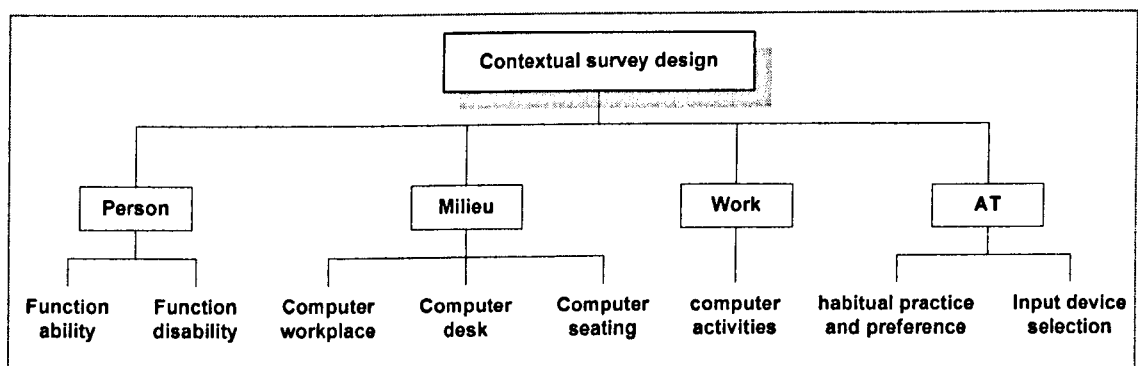 Contextual survey design
Person
Milieu
Work
AT
Function
ability
Function
disability
Computer
workplace
Computer
desk
Computer
seating
computer
activities
habitual practice
and preference
Input device
selection